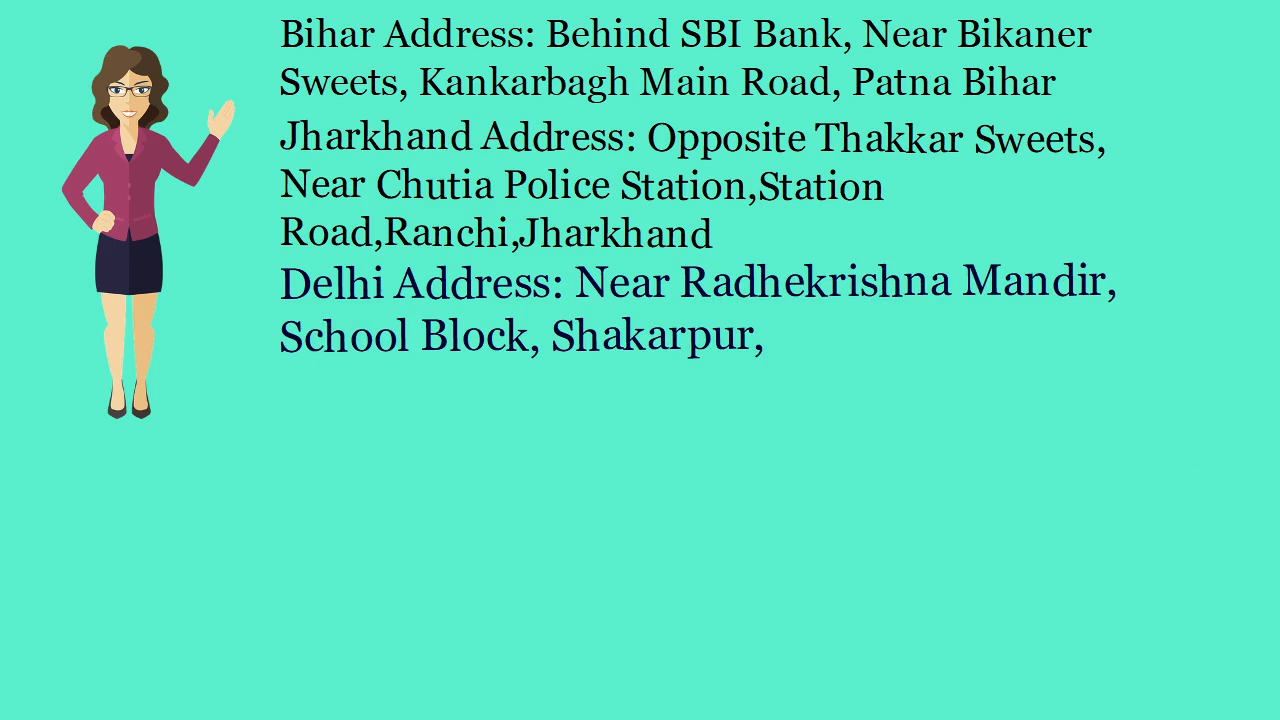 Bihar Address: Behind SBI Bank, Near Bikaner
Sweets, Kankarbagh Main Road, Patna Bihar
Jharkhand Address: Opposite Thakkar Sweets,
Near Chutia Police Station,Station
Road,Ranchi,Jharkhand
Delhi Address: Near Radhekrishna Mandir,
School Block, Shakarpur,